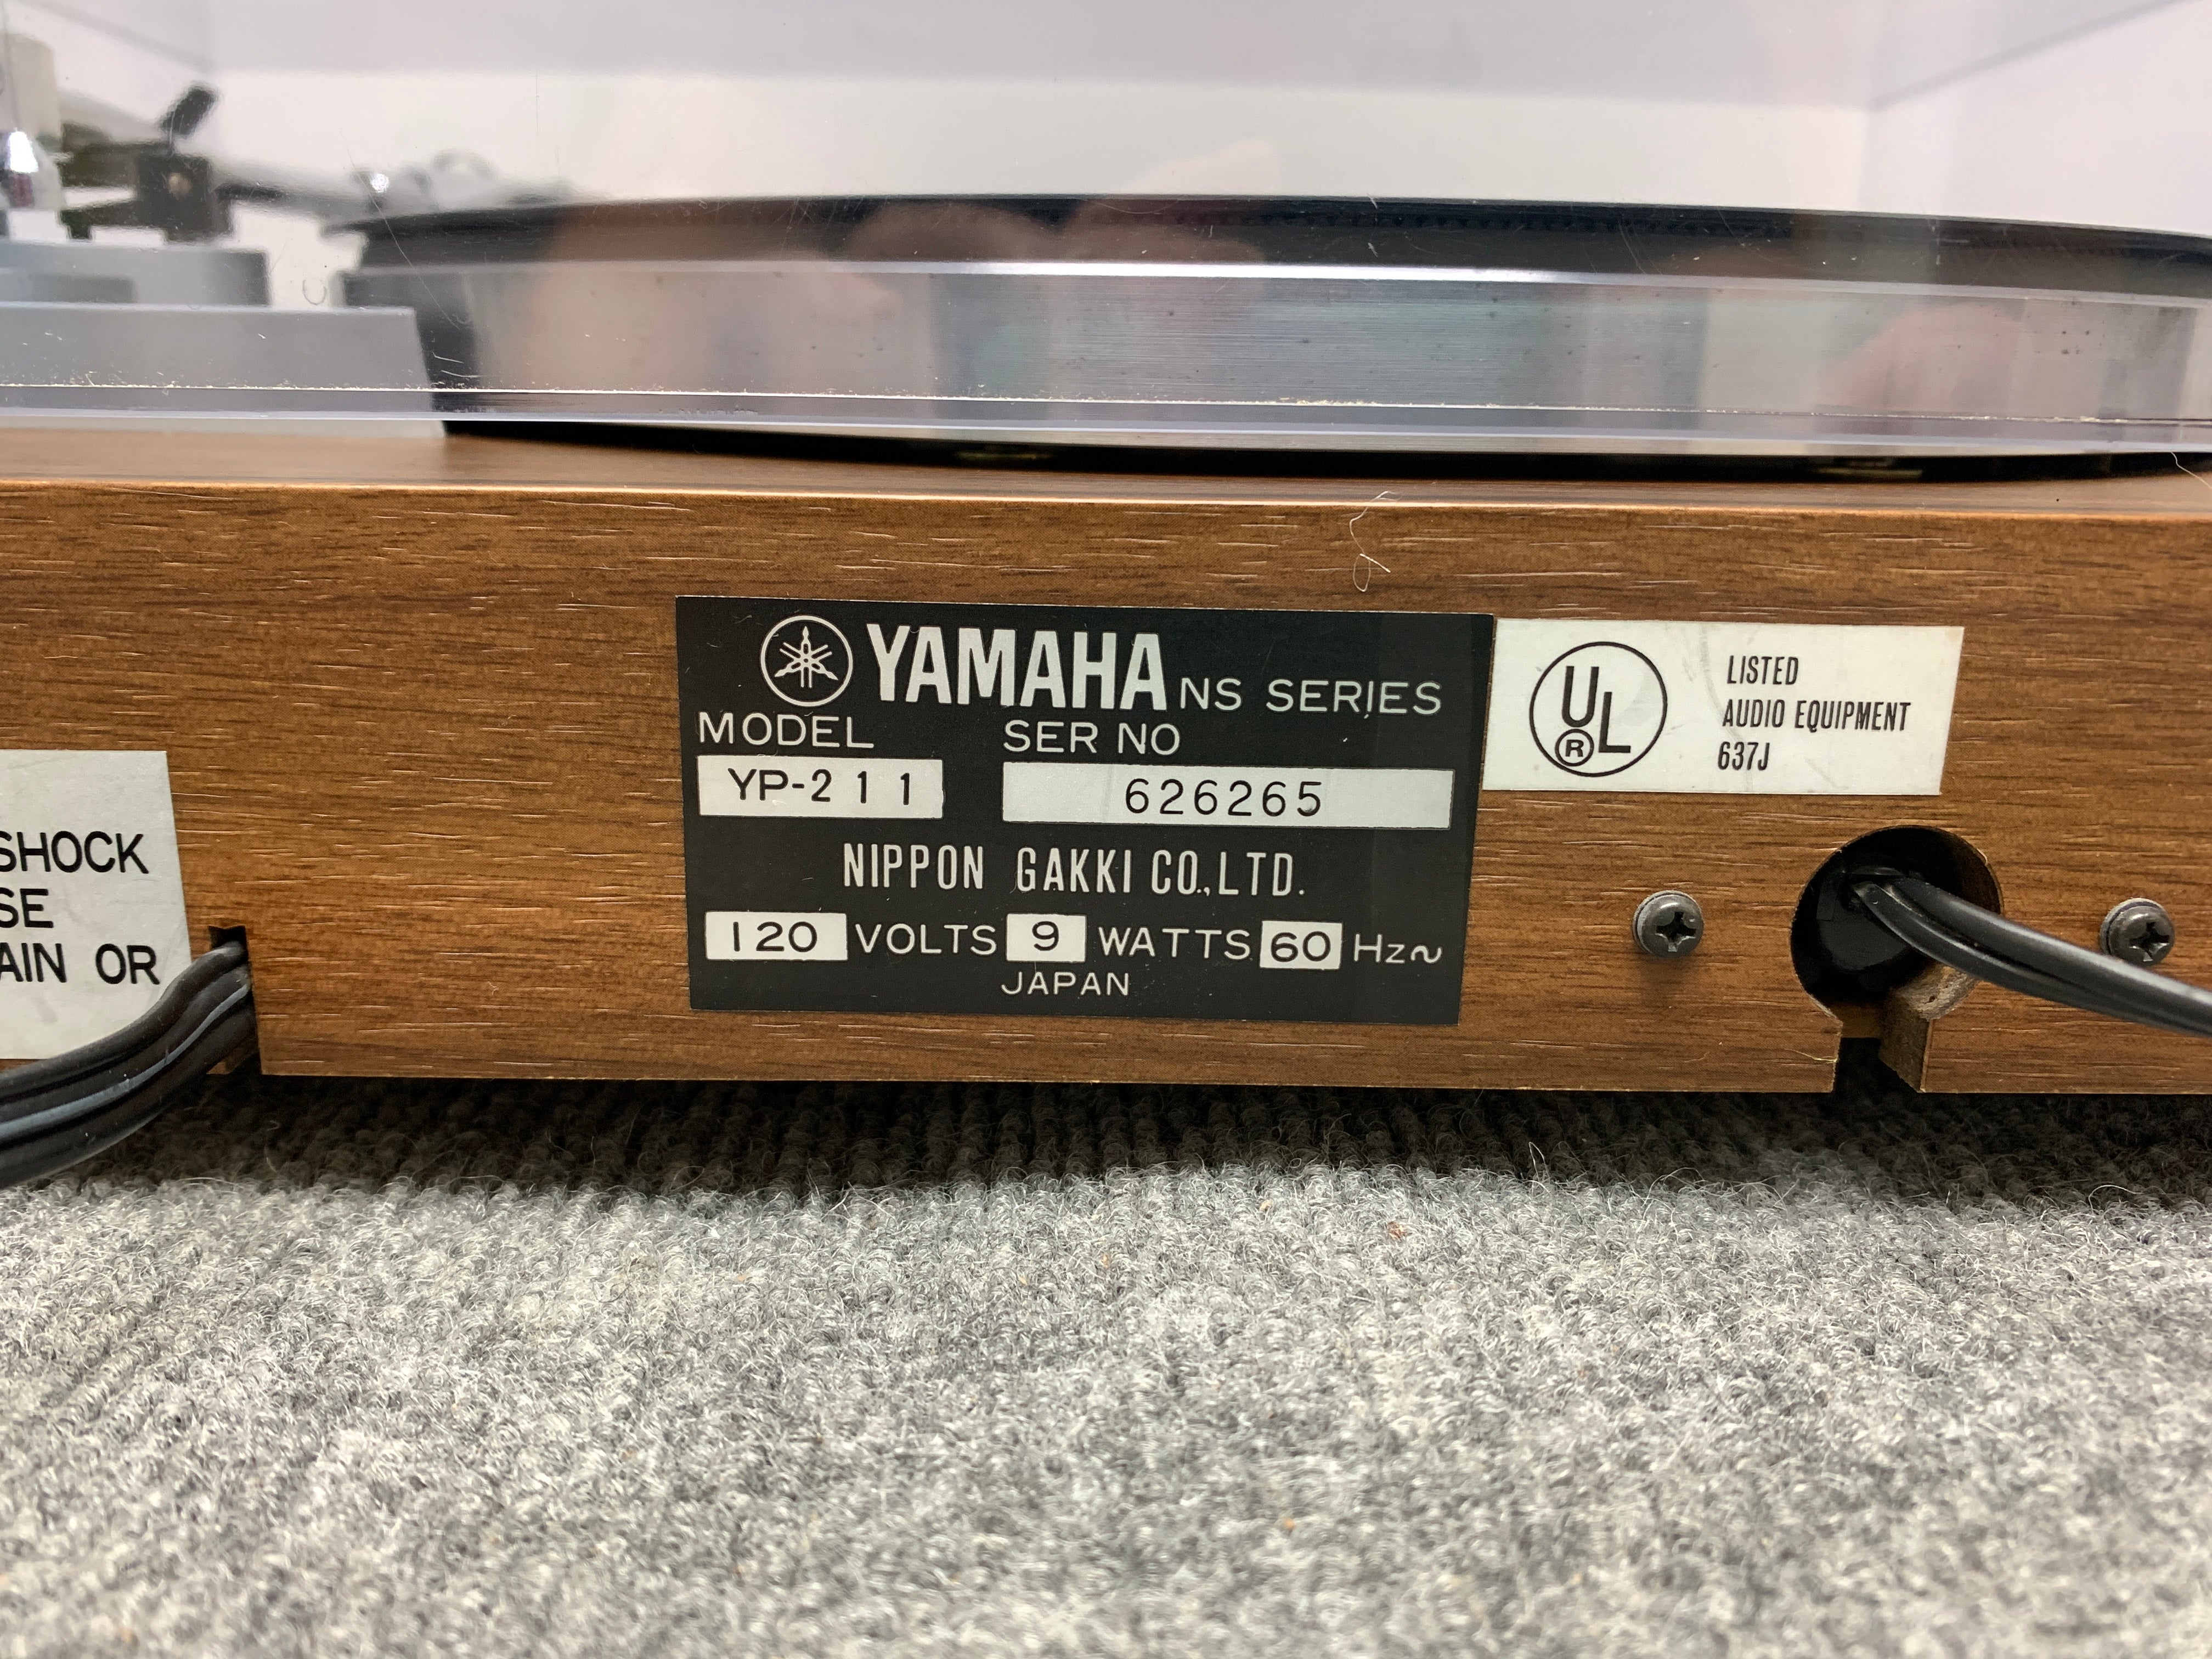 YAMAHA NS SERIES
MODEL SER NO
YP-211 626265
NIPPON GAKKI CO.,LTD.
120 VOLTS 9 WATTS 60 Hz~
JAPAN
UL ®
LISTED
AUDIO EQUIPMENT
637J
SHOCK
SE
AIN OR